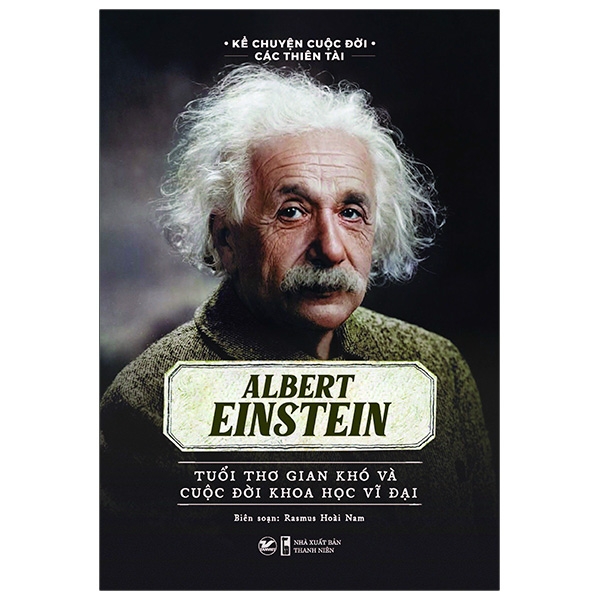 • KỂ CHUYỆN CUỘC ĐỜI •
CÁC THIÊN TÀI
ALBERT
EINSTEIN
TUỔI THƠ GIAN KHÓ VÀ
CUỘC ĐỜI KHOA HỌC VĨ ĐẠI
Biên soạn: Rasmus Hoài Nam
NHÀ XUẤT BẢN
THANH NIÊN